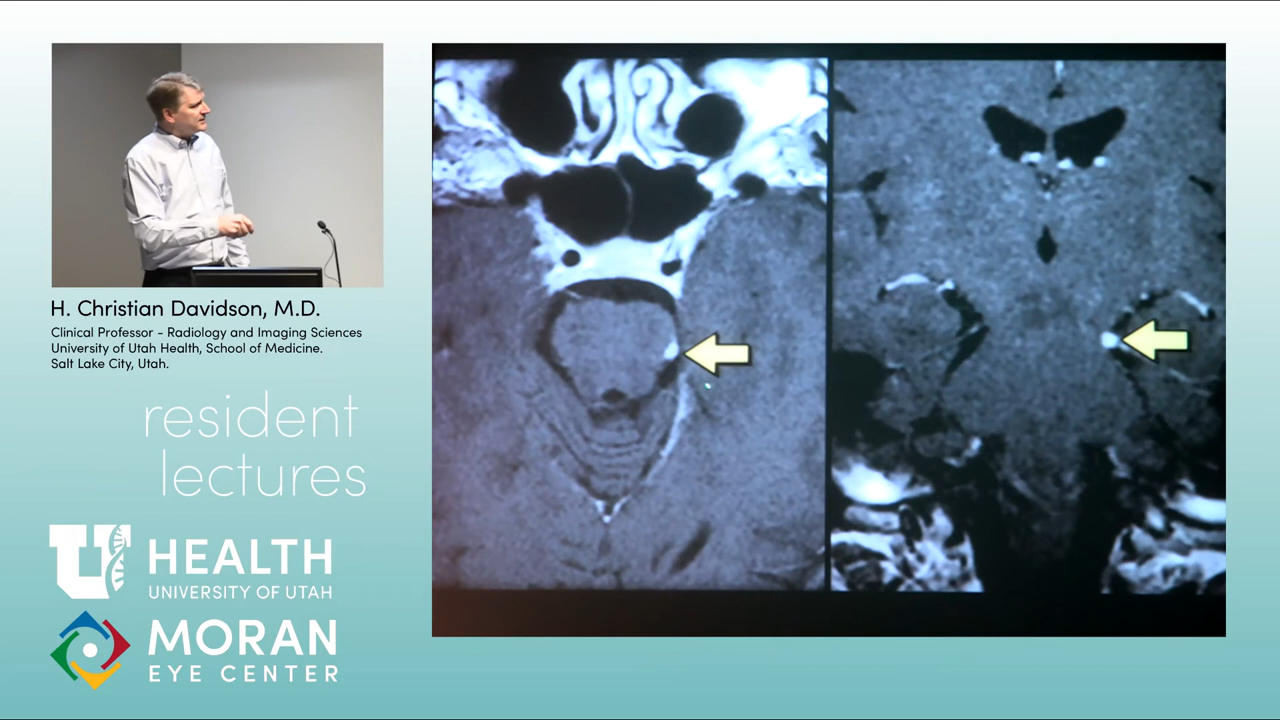 H. Christian Davidson, M.D.
Clinical Professor - Radiology and Imaging Sciences
University of Utah Health, School of Medicine.
Salt Lake City, Utah.
resident
lectures
U HEALTH
UNIVERSITY OF UTAH
MORAN
EYE CENTER